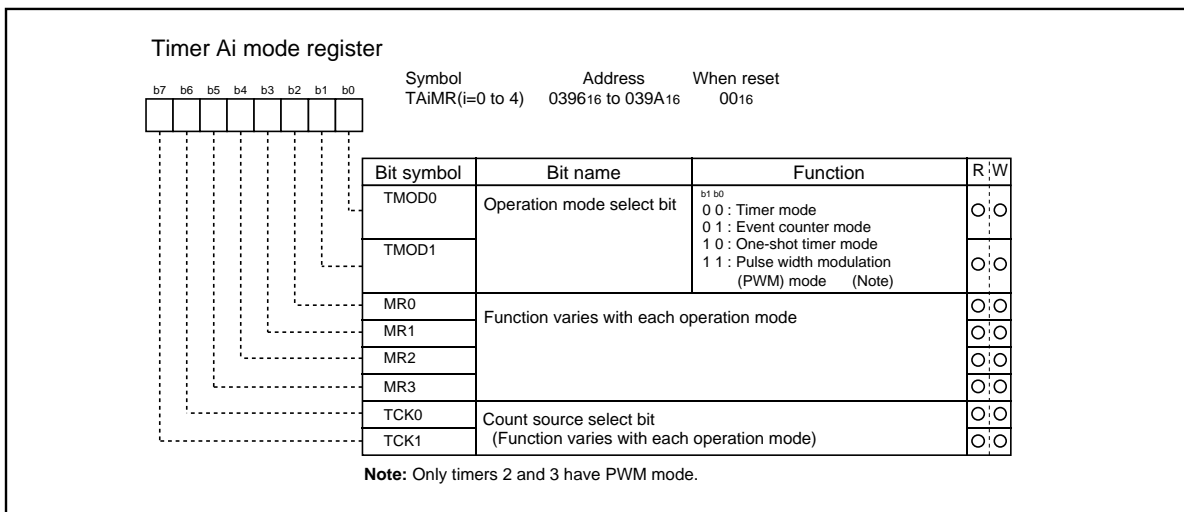 Timer Ai mode register
Symbol Address When reset
TAiMR(i=0 to 4) 039616 to 039A16 0016
b7 b6 b5 b4 b3 b2 b1 b0
Bit symbol Bit name Function R W
TMOD0 Operation mode select bit b1 b0
0 0 : Timer mode
0 1 : Event counter mode
TMOD1 1 0 : One-shot timer mode
1 1 : Pulse width modulation
(PWM) mode (Note)
MR0 Function varies with each operation mode
MR1
MR2
MR3
TCK0 Count source select bit
TCK1 (Function varies with each operation mode)
Note: Only timers 2 and 3 have PWM mode.